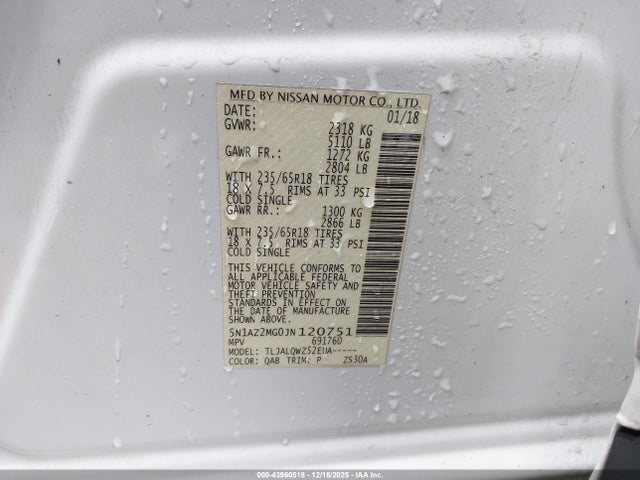 MFD BY NISSAN MOTOR CO., LTD.
DATE: 01/18
GVWR: 2318 KG
5110 LB
GAWR FR.: 1272 KG
2804 LB
WITH 235/65R18 TIRES
18 X 7.5 RIMS AT 33 PSI
COLD SINGLE
GAWR RR.: 1300 KG
2866 LB
WITH 235/65R18 TIRES
18 X 7.5 RIMS AT 33 PSI
COLD SINGLE
THIS VEHICLE CONFORMS TO
ALL APPLICABLE FEDERAL
MOTOR VEHICLE SAFETY AND
THEFT PREVENTION
STANDARDS IN EFFECT ON
THE DATE OF MANUFACTURE
SHOWN ABOVE.
5N1AZ2MG0JN120751
MPV 691760
MODEL: TLJALQWZ52EUA-----
COLOR: QAB TRIM: P ZS30A
000-43960518 - 12/18/2025 - IAA Inc.